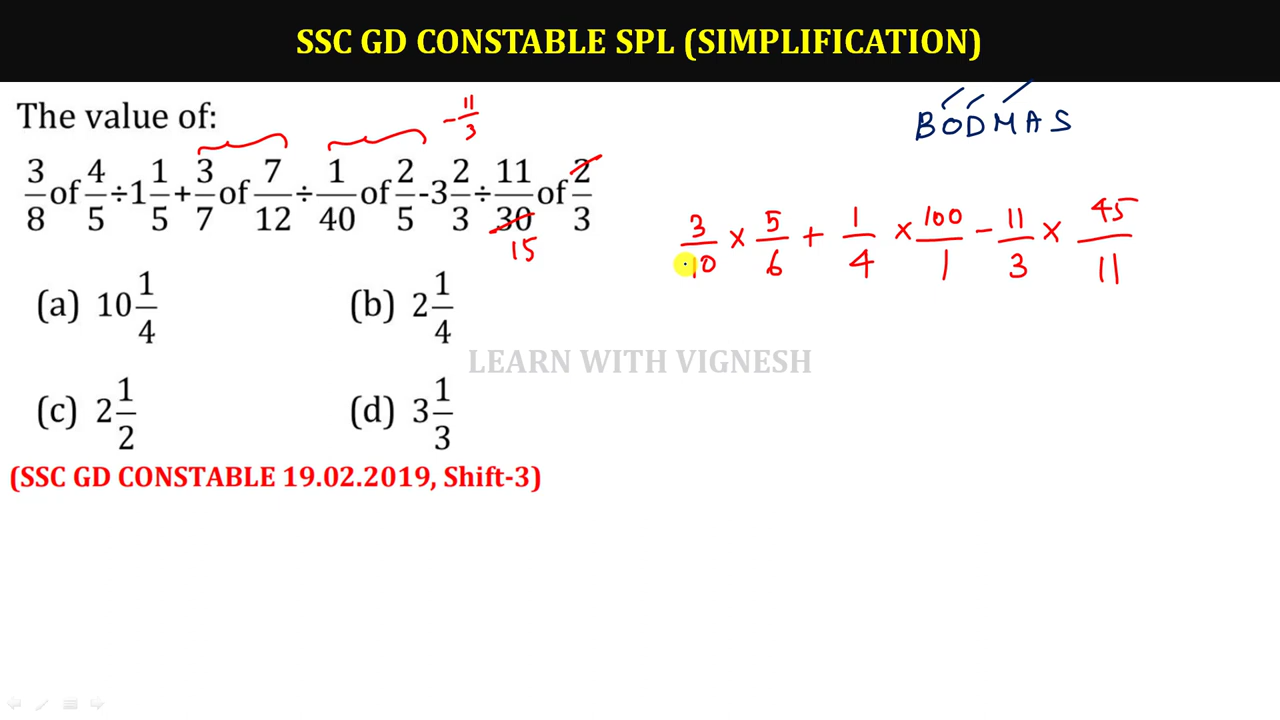 SSC GD CONSTABLE SPL (SIMPLIFICATION)
The value of:
-11/3
BODMAS
3/8 of 4/5 ÷ 1 1/5 + 3/7 of 7/12 ÷ 1/40 of 2/5 - 3 2/3 ÷ 11/30 of 2/3
15
3/10 × 5/6 + 1/4 × 100/1 - 11/3 × 45/11
(a) 10 1/4
(b) 2 1/4
LEARN WITH VIGNESH
(c) 2 1/2
(d) 3 1/3
(SSC GD CONSTABLE 19.02.2019, Shift-3)